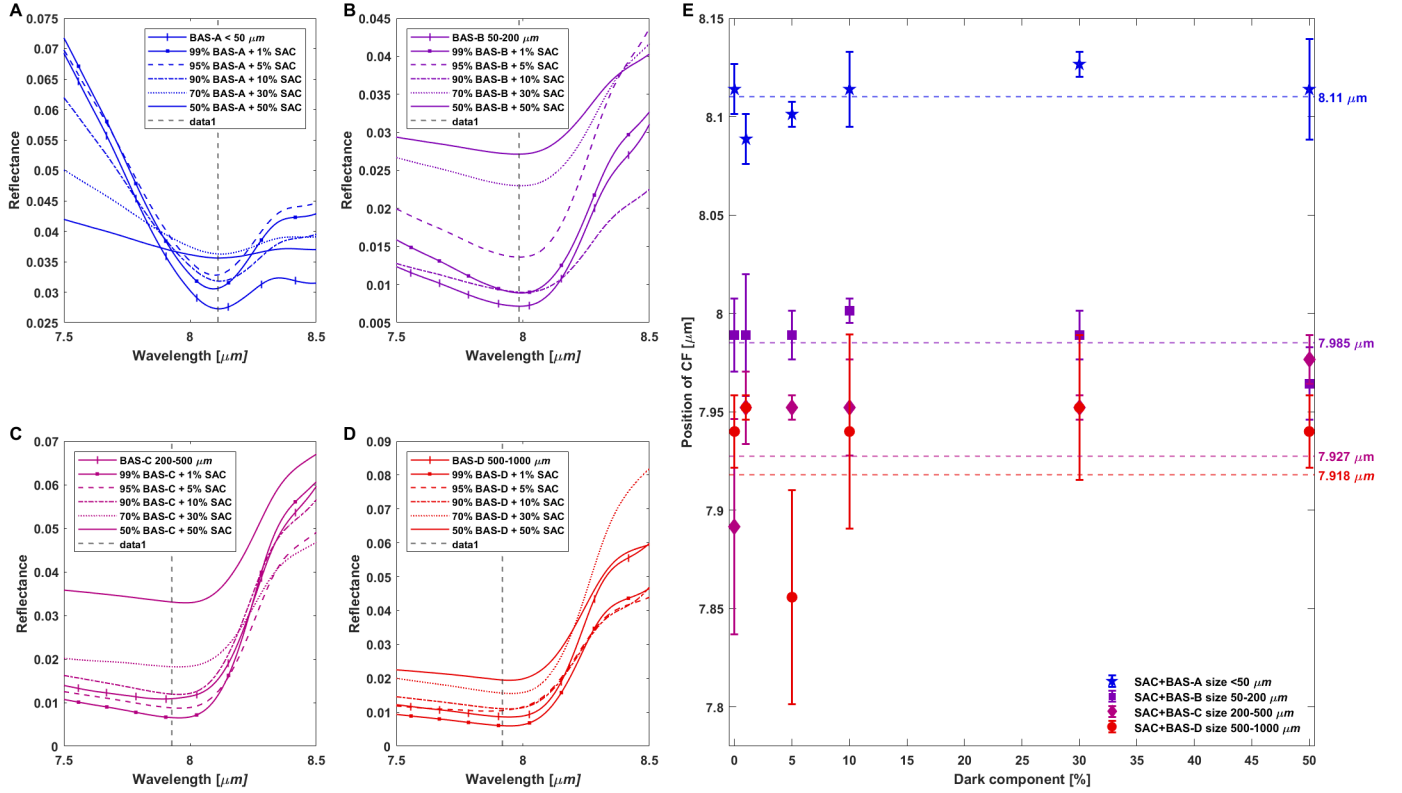 A
0.075
0.07
0.065
0.06
0.055
0.05
0.045
0.04
0.035
0.03
0.025
Reflectance
7.5
8
8.5
Wavelength [μm]
BAS-A < 50 μm
99% BAS-A + 1% SAC
95% BAS-A + 5% SAC
90% BAS-A + 10% SAC
70% BAS-A + 30% SAC
50% BAS-A + 50% SAC
data1
B
0.045
0.04
0.035
0.03
0.025
0.02
0.015
0.01
0.005
Reflectance
7.5
8
8.5
Wavelength [μm]
BAS-B 50-200 μm
99% BAS-B + 1% SAC
95% BAS-B + 5% SAC
90% BAS-B + 10% SAC
70% BAS-B + 30% SAC
50% BAS-B + 50% SAC
data1
C
0.07
0.06
0.05
0.04
0.03
0.02
0.01
0
Reflectance
7.5
8
8.5
Wavelength [μm]
BAS-C 200-500 μm
99% BAS-C + 1% SAC
95% BAS-C + 5% SAC
90% BAS-C + 10% SAC
70% BAS-C + 30% SAC
50% BAS-C + 50% SAC
data1
D
0.09
0.08
0.07
0.06
0.05
0.04
0.03
0.02
0.01
0
Reflectance
7.5
8
8.5
Wavelength [μm]
BAS-D 500-1000 μm
99% BAS-D + 1% SAC
95% BAS-D + 5% SAC
90% BAS-D + 10% SAC
70% BAS-D + 30% SAC
50% BAS-D + 50% SAC
data1
E
8.15
8.1
8.05
8
7.95
7.9
7.85
7.8
Position of CF [μm]
0
5
10
15
20
25
30
35
40
45
50
Dark component [%]
8.11 μm
7.985 μm
7.927 μm
7.918 μm
SAC+BAS-A size <50 μm
SAC+BAS-B size 50-200 μm
SAC+BAS-C size 200-500 μm
SAC+BAS-D size 500-1000 μm